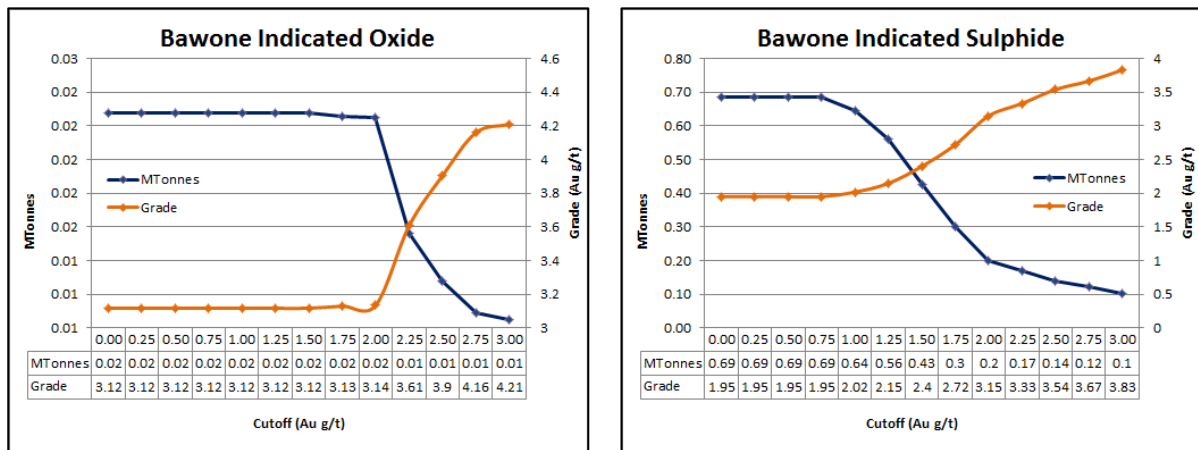 Bawone Indicated Oxide
MTonnes
0.03
0.02
0.02
0.02
0.02
0.02
0.01
0.01
0.01
4.6
4.4
4.2
4
3.8
3.6
3.4
3.2
3
Grade (Au g/t)
MTonnes
Grade
0.00 0.25 0.50 0.75 1.00 1.25 1.50 1.75 2.00 2.25 2.50 2.75 3.00
MTonnes 0.02 0.02 0.02 0.02 0.02 0.02 0.02 0.02 0.02 0.01 0.01 0.01 0.01
Grade 3.12 3.12 3.12 3.12 3.12 3.12 3.12 3.13 3.14 3.61 3.9 4.16 4.21
Cutoff (Au g/t)
Bawone Indicated Sulphide
MTonnes
0.80
0.70
0.60
0.50
0.40
0.30
0.20
0.10
0.00
4
3.5
3
2.5
2
1.5
1
0.5
0
Grade (Au g/t)
MTonnes
Grade
0.00 0.25 0.50 0.75 1.00 1.25 1.50 1.75 2.00 2.25 2.50 2.75 3.00
MTonnes 0.69 0.69 0.69 0.69 0.64 0.56 0.43 0.3 0.2 0.17 0.14 0.12 0.1
Grade 1.95 1.95 1.95 1.95 2.02 2.15 2.4 2.72 3.15 3.33 3.54 3.67 3.83
Cutoff (Au g/t)